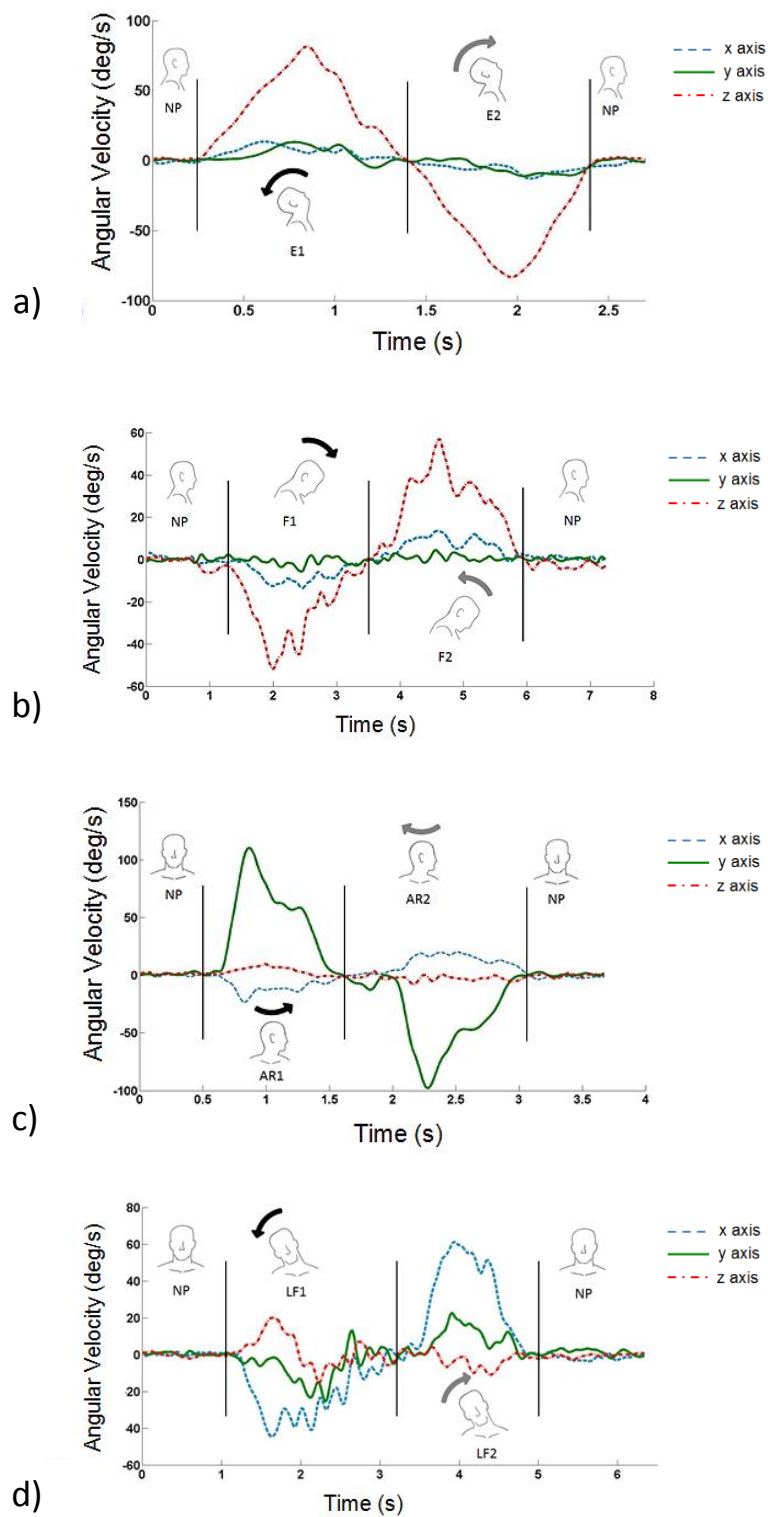 100
x axis
y axis
z axis
NP
E2
NP
50
0
-50
-100
E1
Angular Velocity (deg/s)
0
0.5
1
1.5
2
2.5
Time (s)
a)
60
40
20
0
-20
-40
-60
x axis
y axis
z axis
NP
F1
NP
F2
Angular Velocity (deg/s)
0
1
2
3
4
5
6
7
8
Time (s)
b)
150
100
50
0
-50
-100
x axis
y axis
z axis
NP
AR2
NP
AR1
Angular Velocity (deg/s)
0
0.5
1
1.5
2
2.5
3
3.5
4
Time (s)
c)
80
60
40
20
0
20
40
-60
x axis
y axis
z axis
NP
LF1
NP
LF2
Angular Velocity (deg/s)
0
1
2
3
4
5
6
Time (s)
d)